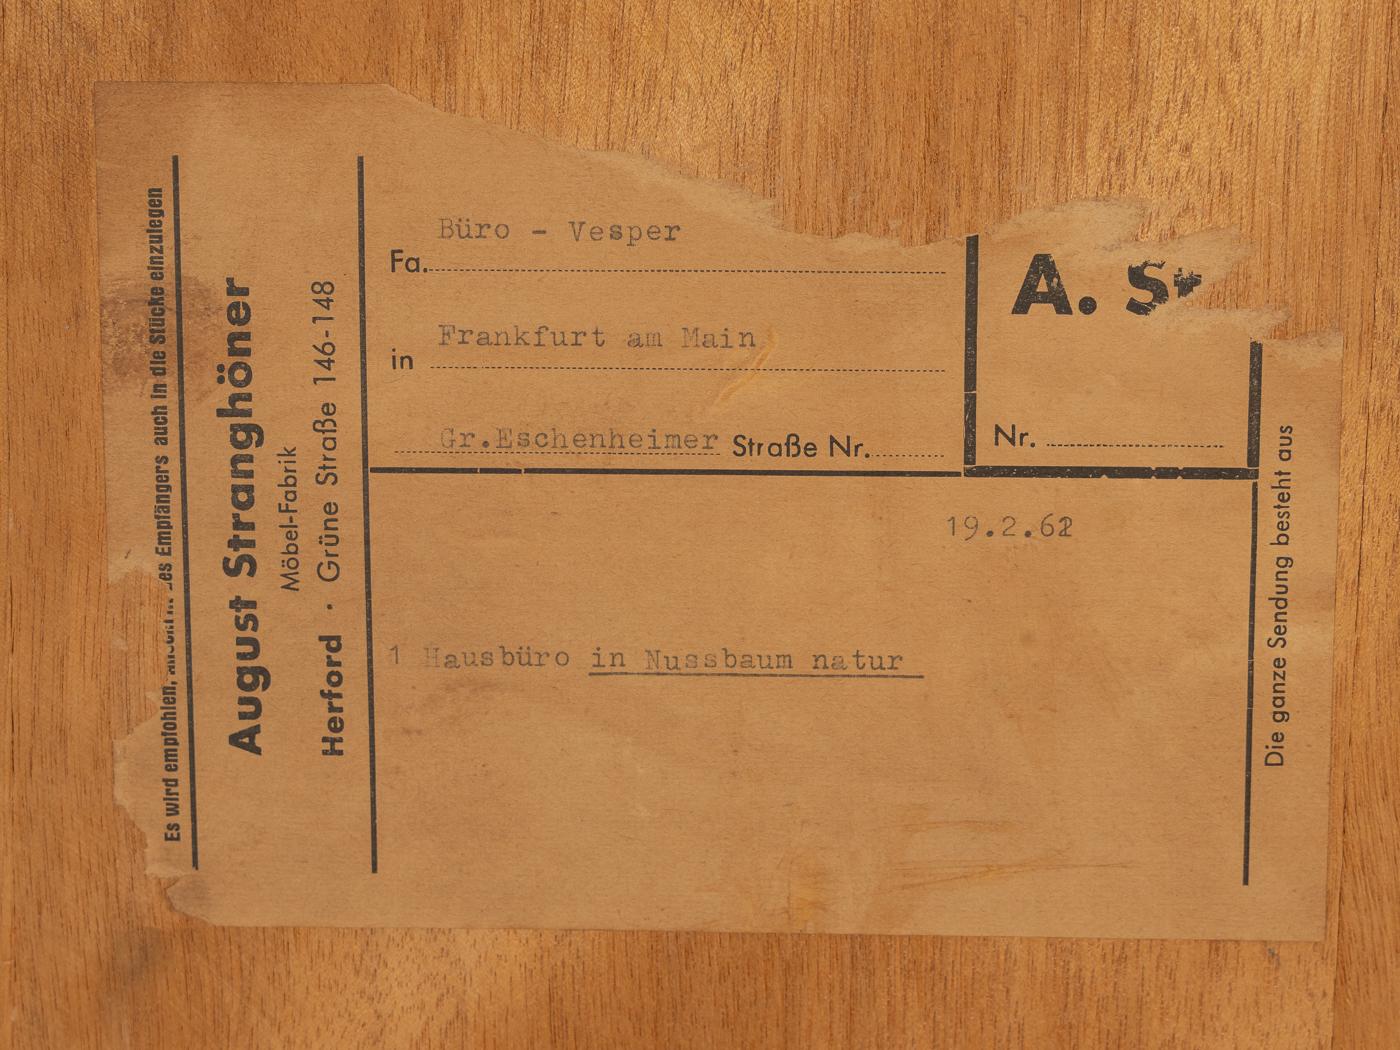 Es wird empfohlen, des Empfängers auch in die Stücke einzulegen
August Stranghöner
Möbel-Fabrik
Herford · Grüne Straße 146-148
Büro - Vesper
Fa.
Frankfurt am Main
in
Gr.Eschenheimer Straße Nr.
A. St
Nr.
19.2.62
1 Hausbüro in Nussbaum natur
Die ganze Sendung besteht aus